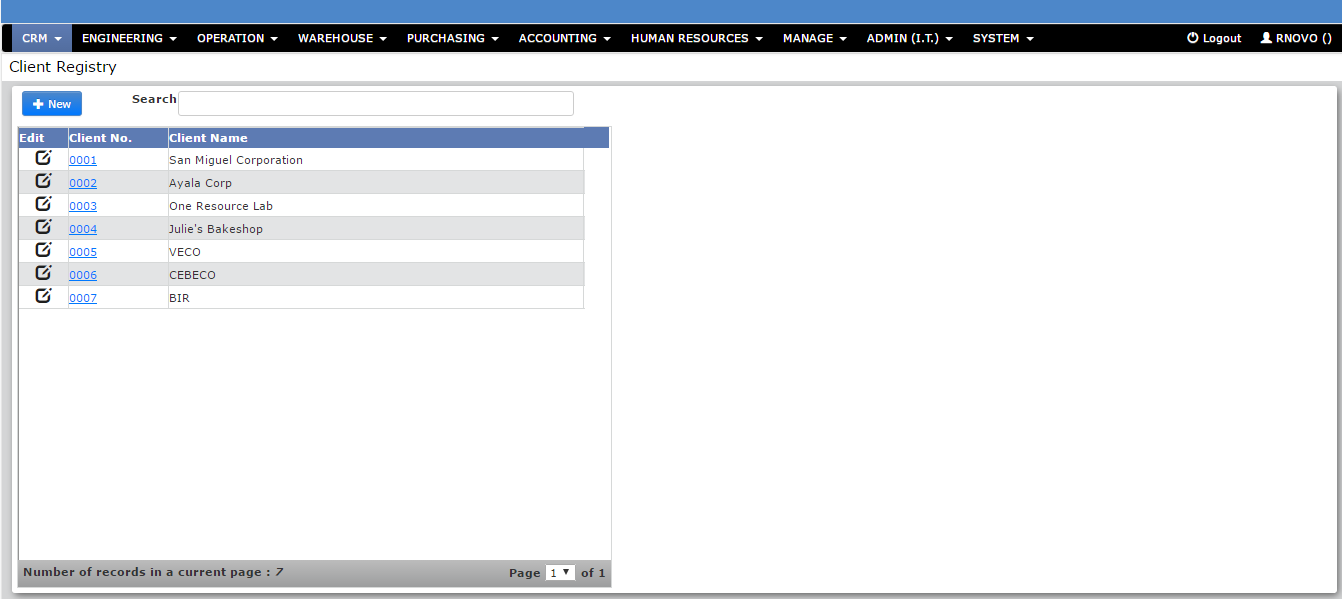 CRM ENGINEERING OPERATION WAREHOUSE PURCHASING ACCOUNTING HUMAN RESOURCES MANAGE ADMIN (I.T.) SYSTEM Logout RNOVO ()
Client Registry
New Search
Edit Client No. Client Name
0001 San Miguel Corporation
0002 Ayala Corp
0003 One Resource Lab
0004 Julie's Bakeshop
0005 VECO
0006 CEBECO
0007 BIR
Number of records in a current page : 7 Page 1 of 1